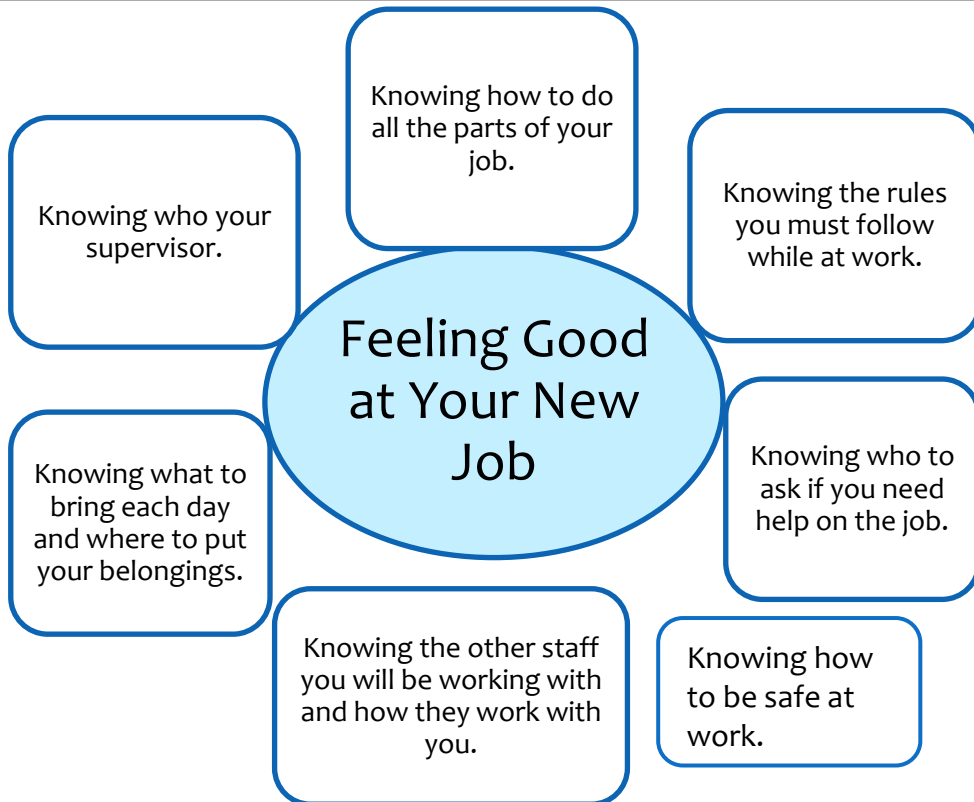 Knowing how to do
all the parts of your
job.
Knowing who your
supervisor.
Knowing the rules
you must follow
while at work.
Feeling Good
at Your New
Job
Knowing what to
bring each day
and where to put
your belongings.
Knowing who to
ask if you need
help on the job.
Knowing the other staff
you will be working with
and how they work with
you.
Knowing how
to be safe at
work.